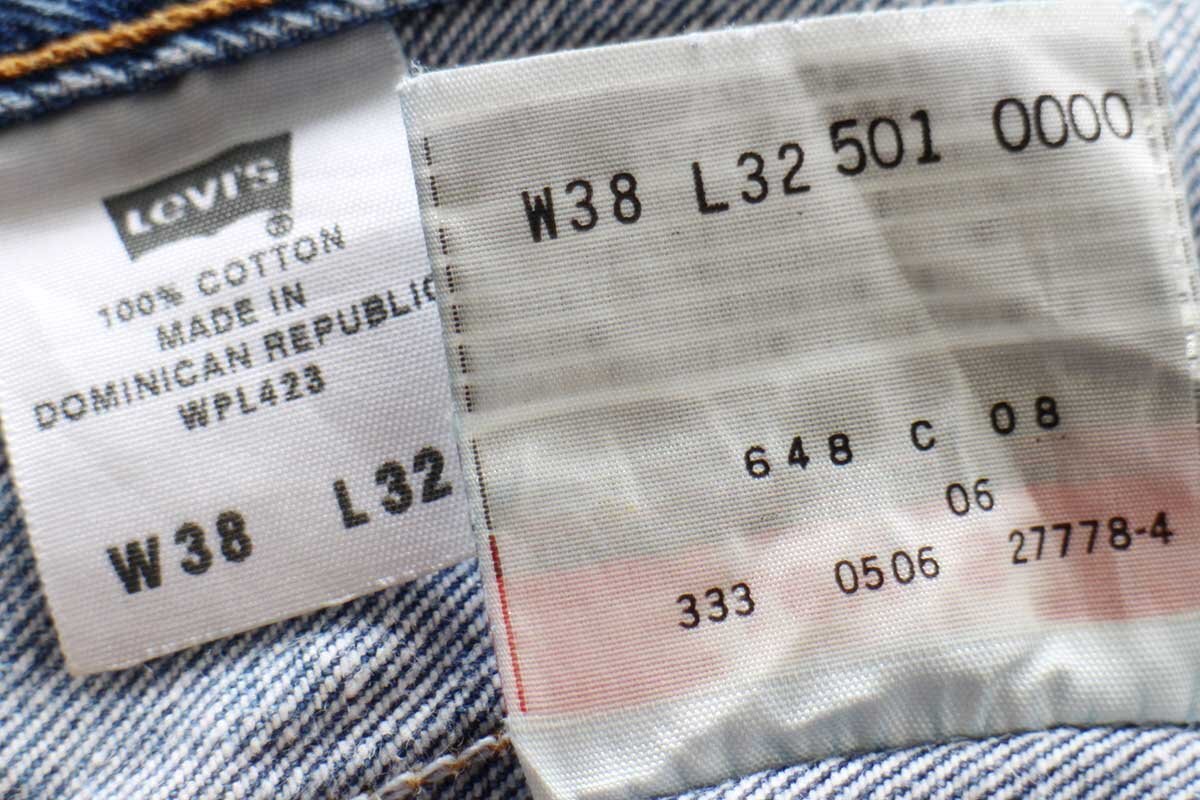 Levi's®
100% COTTON
MADE IN
DOMINICAN REPUBLIC
WPL423
W38 L32
W38 L32 501 0000
648 C 08
06
333 0506 27778-4